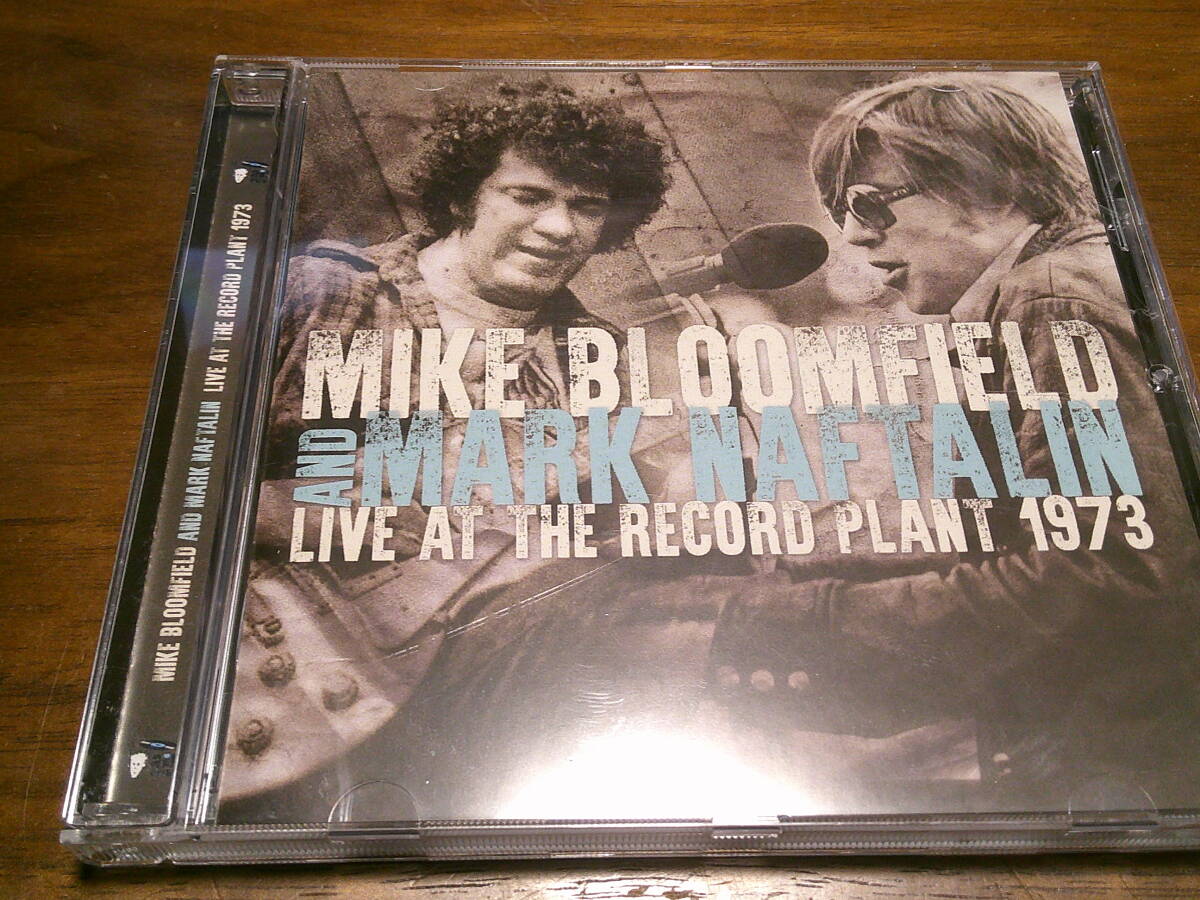 MIKE BLOOMFIELD
AND MARK NAFTALIN
LIVE AT THE RECORD PLANT 1973
MIKE BLOOMFIELD AND MARK NAFTALIN LIVE AT THE RECORD PLANT 1973